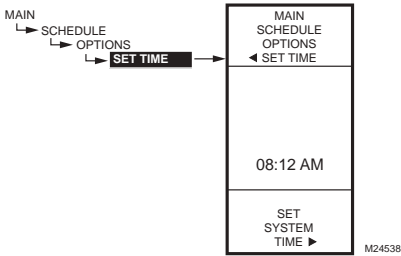 MAIN
SCHEDULE
OPTIONS
SET TIME
MAIN
SCHEDULE
OPTIONS
◄ SET TIME
08:12 AM
SET
SYSTEM
TIME ►
M24538